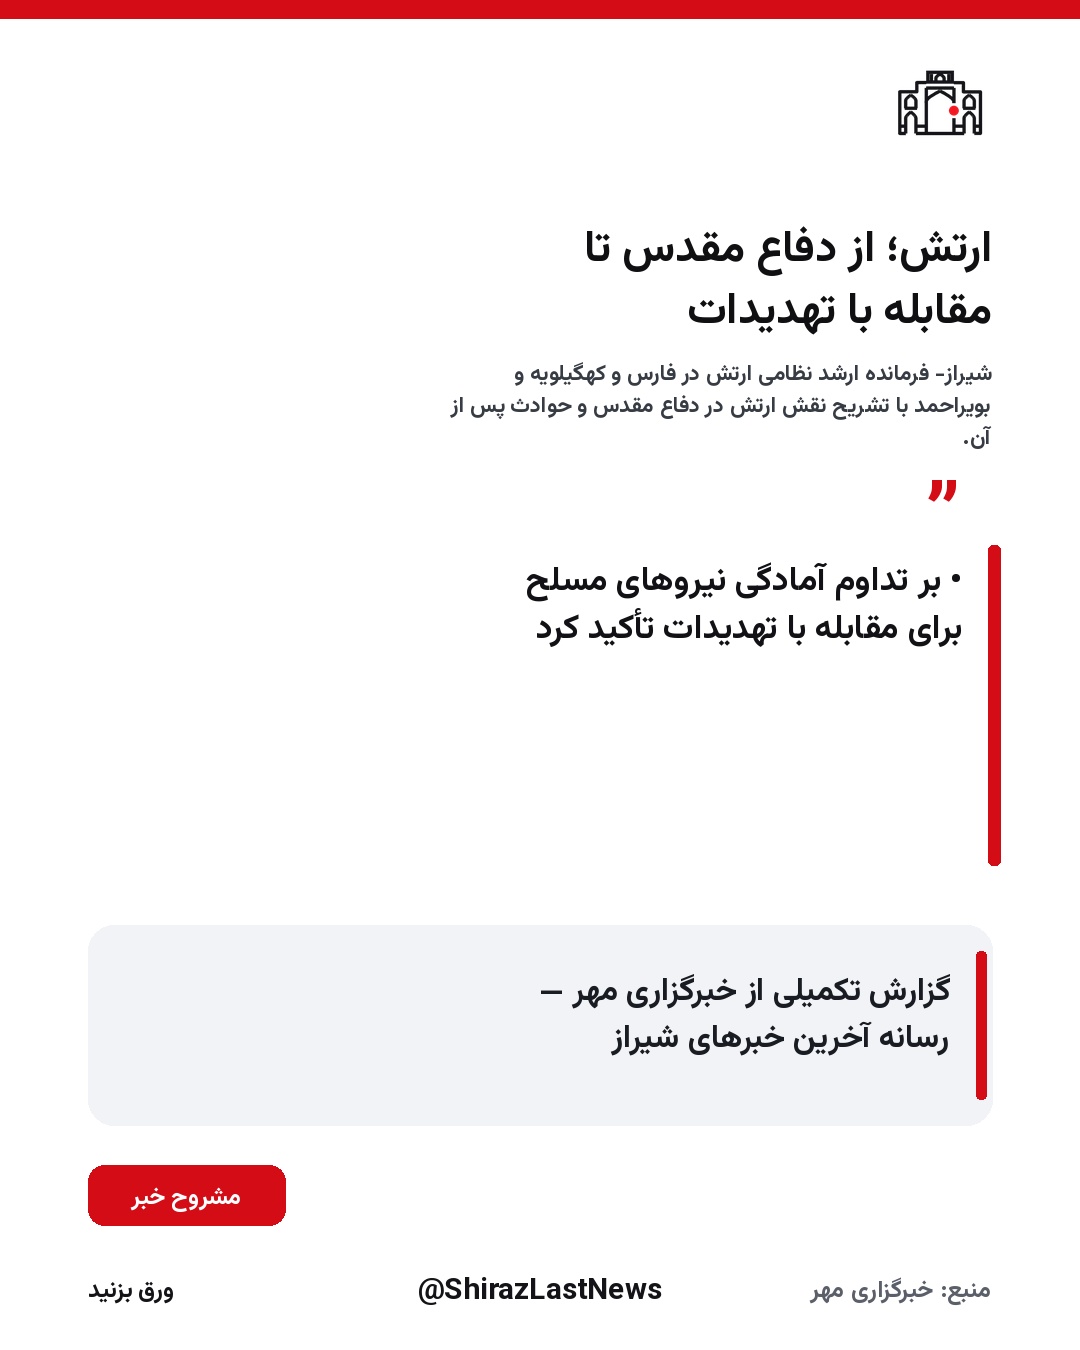 ارتش؛ از دفاع مقدس تا
مقابله با تهدیدات
شیراز- فرمانده ارشد نظامی ارتش در فارس و کهگیلویه و
بویراحمد با تشریح نقش ارتش در دفاع مقدس و حوادث پس از
آن.
”
• بر تداوم آمادگی نیروهای مسلح
برای مقابله با تهدیدات تأکید کرد
گزارش تکمیلی از خبرگزاری مهر —
رسانه آخرین خبرهای شیراز
مشروح خبر
منبع: خبرگزاری مهر
@ShirazLastNews
ورق بزنید